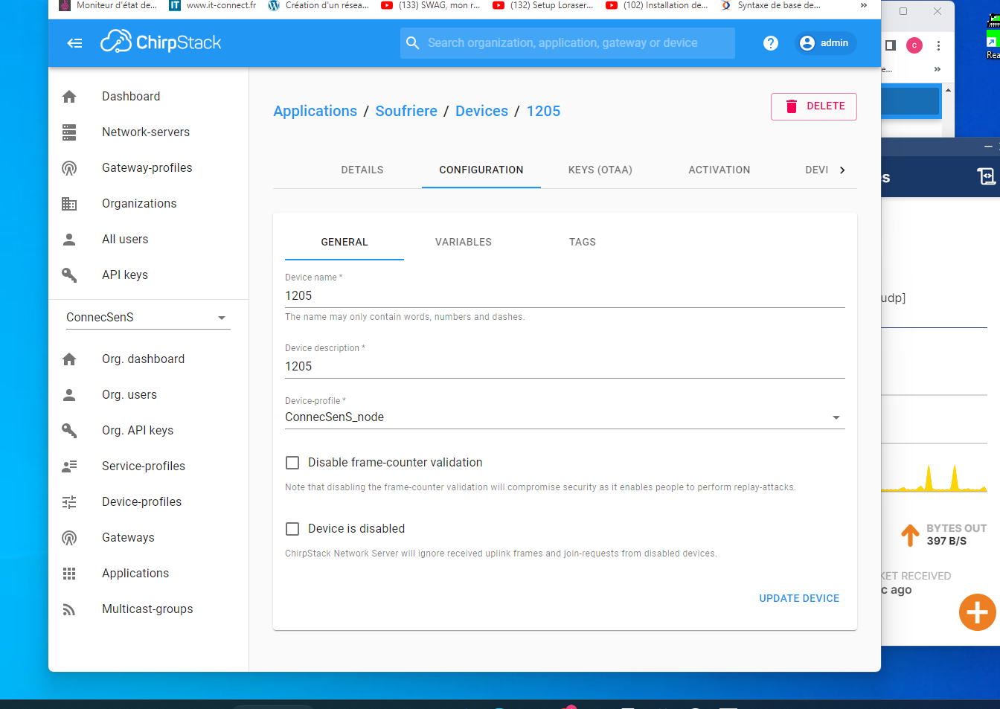 Moniteur d'état de...
IT
www.it-connect.fr
Création d'un résea...
(133) SWAG, mon r...
(132) Setup Loraser...
(102) Installation de...
Syntaxe de base de...
»
ChirpStack
Search organization, application, gateway or device
?
admin
Dashboard
Network-servers
Gateway-profiles
Organizations
All users
API keys
ConnecSenS
Org. dashboard
Org. users
Org. API keys
Service-profiles
Device-profiles
Gateways
Applications
Multicast-groups
Applications / Soufriere / Devices / 1205
DELETE
DETAILS
CONFIGURATION
KEYS (OTAA)
ACTIVATION
DEVI
GENERAL
VARIABLES
TAGS
Device name *
1205
The name may only contain words, numbers and dashes.
Device description *
1205
Device-profile *
ConnecSenS_node
Disable frame-counter validation
Note that disabling the frame-counter validation will compromise security as it enables people to perform replay-attacks.
Device is disabled
ChirpStack Network Server will ignore received uplink frames and join-requests from disabled devices.
UPDATE DEVICE
C
e...
»
Rea
s
udp]
BYTES OUT
397 B/S
KET RECEIVED
c ago